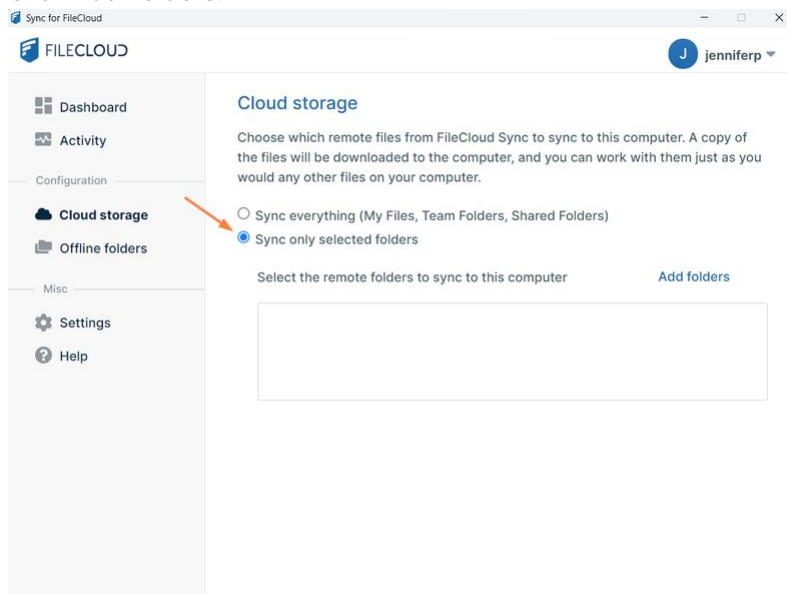 Sync for FileCloud
FILECLOUD
J
jenniferp
Dashboard
Activity
Configuration
Cloud storage
Offline folders
Misc
Settings
Help
Cloud storage
Choose which remote files from FileCloud Sync to sync to this computer. A copy of
the files will be downloaded to the computer, and you can work with them just as you
would any other files on your computer.
Sync everything (My Files, Team Folders, Shared Folders)
Sync only selected folders
Select the remote folders to sync to this computer
Add folders